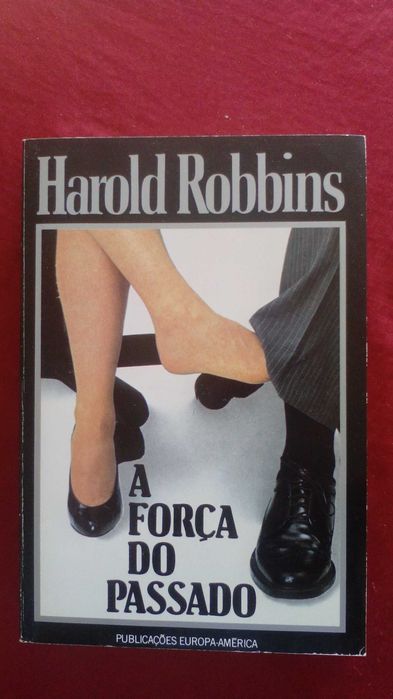 Harold Robbins
A
FORÇA
DO
PASSADO
PUBLICAÇÕES EUROPA-AMÉRICA